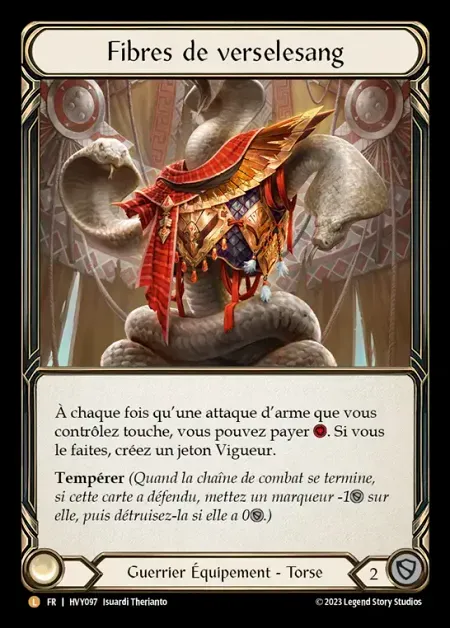 Fibres de verselesang
À chaque fois qu'une attaque d'arme que vous
contrôlez touche, vous pouvez payer . Si vous
le faites, créez un jeton Vigueur.
Tempérer (Quand la chaîne de combat se termine,
si cette carte a défendu, mettez un marqueur -1 sur
elle, puis détruisez-la si elle a 0.)
Guerrier Équipement - Torse
2
L FR | HVY097 Isuardi Therianto
© 2023 Legend Story Studios